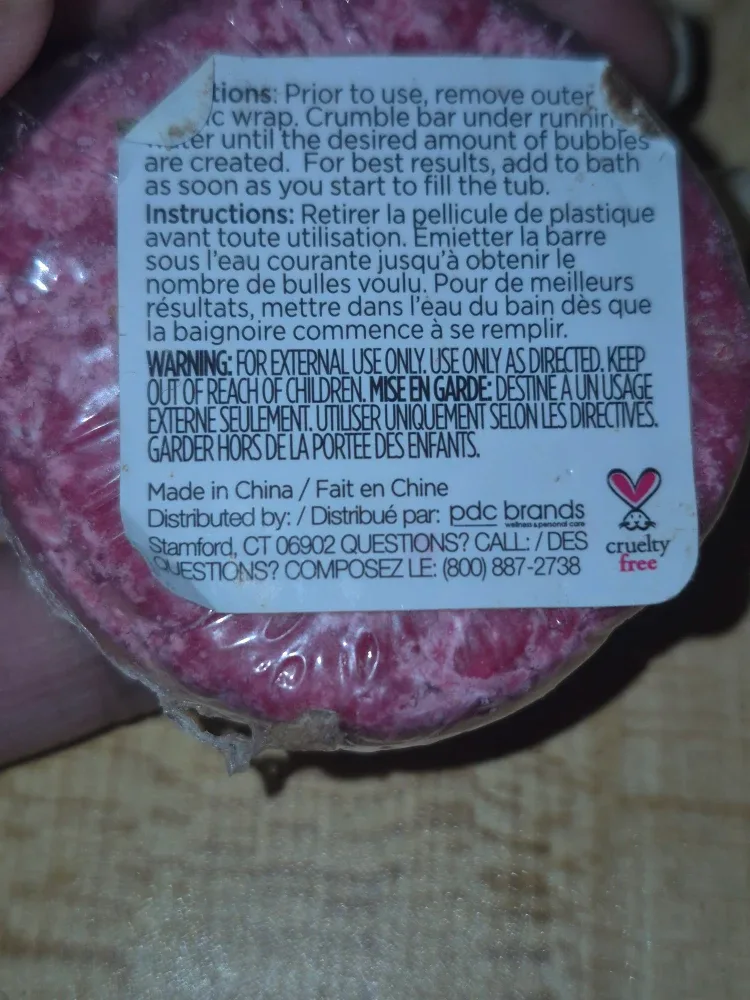 tions: Prior to use, remove outer
c wrap. Crumble bar under runnin
ater until the desired amount of bubbles
are created. For best results, add to bath
as soon as you start to fill the tub.
Instructions: Retirer la pellicule de plastique
avant toute utilisation. Émietter la barre
sous l'eau courante jusqu'à obtenir le
nombre de bulles voulu. Pour de meilleurs
résultats, mettre dans l'eau du bain dès que
la baignoire commence à se remplir.
WARNING: FOR EXTERNAL USE ONLY. USE ONLY AS DIRECTED. KEEP
OUT OF REACH OF CHILDREN. MISE EN GARDE: DESTINE A UN USAGE
EXTERNE SEULEMENT. UTILISER UNIQUEMENT SELON LES DIRECTIVES.
GARDER HORS DE LA PORTEE DES ENFANTS.
Made in China / Fait en Chine
Distributed by: / Distribué par: pdc brands
wellness & personal care
Stamford, CT 06902 QUESTIONS? CALL: / DES
QUESTIONS? COMPOSEZ LE: (800) 887-2738
cruelty
free